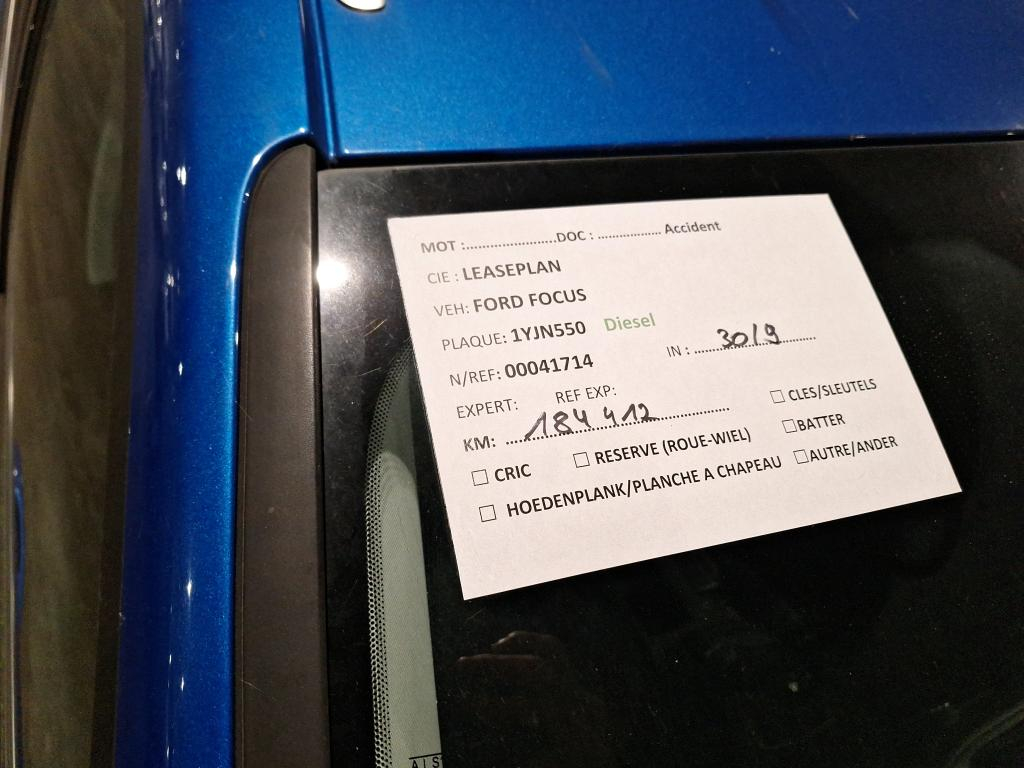 MOT :......................DOC : ................ Accident
CIE : LEASEPLAN
VEH: FORD FOCUS
PLAQUE: 1YJN550 Diesel
N/REF: 00041714 IN : 30/9
EXPERT: REF EXP:
KM: 184 412
☐ CLES/SLEUTELS
☐ CRIC ☐ RESERVE (ROUE-WIEL) ☐BATTER
☐ HOEDENPLANK/PLANCHE A CHAPEAU ☐AUTRE/ANDER